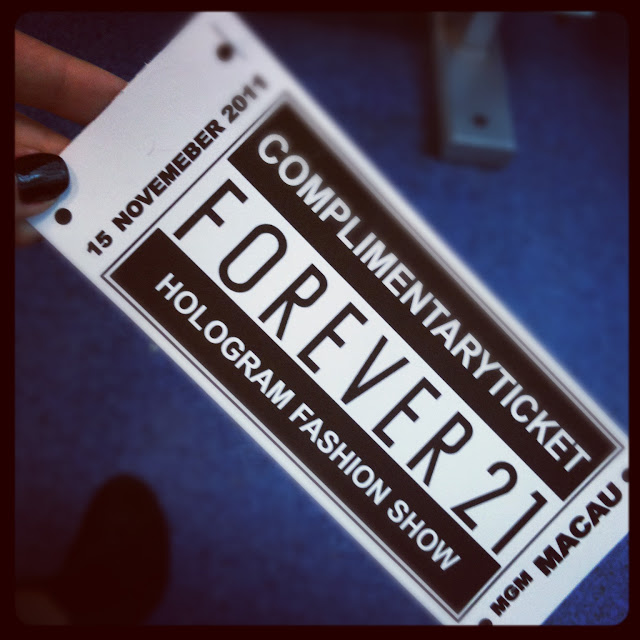 15 NOVEMEBER 2011
COMPLIMENTARYTICKET
FOREVER 21
HOLOGRAM FASHION SHOW
MGM MACAU